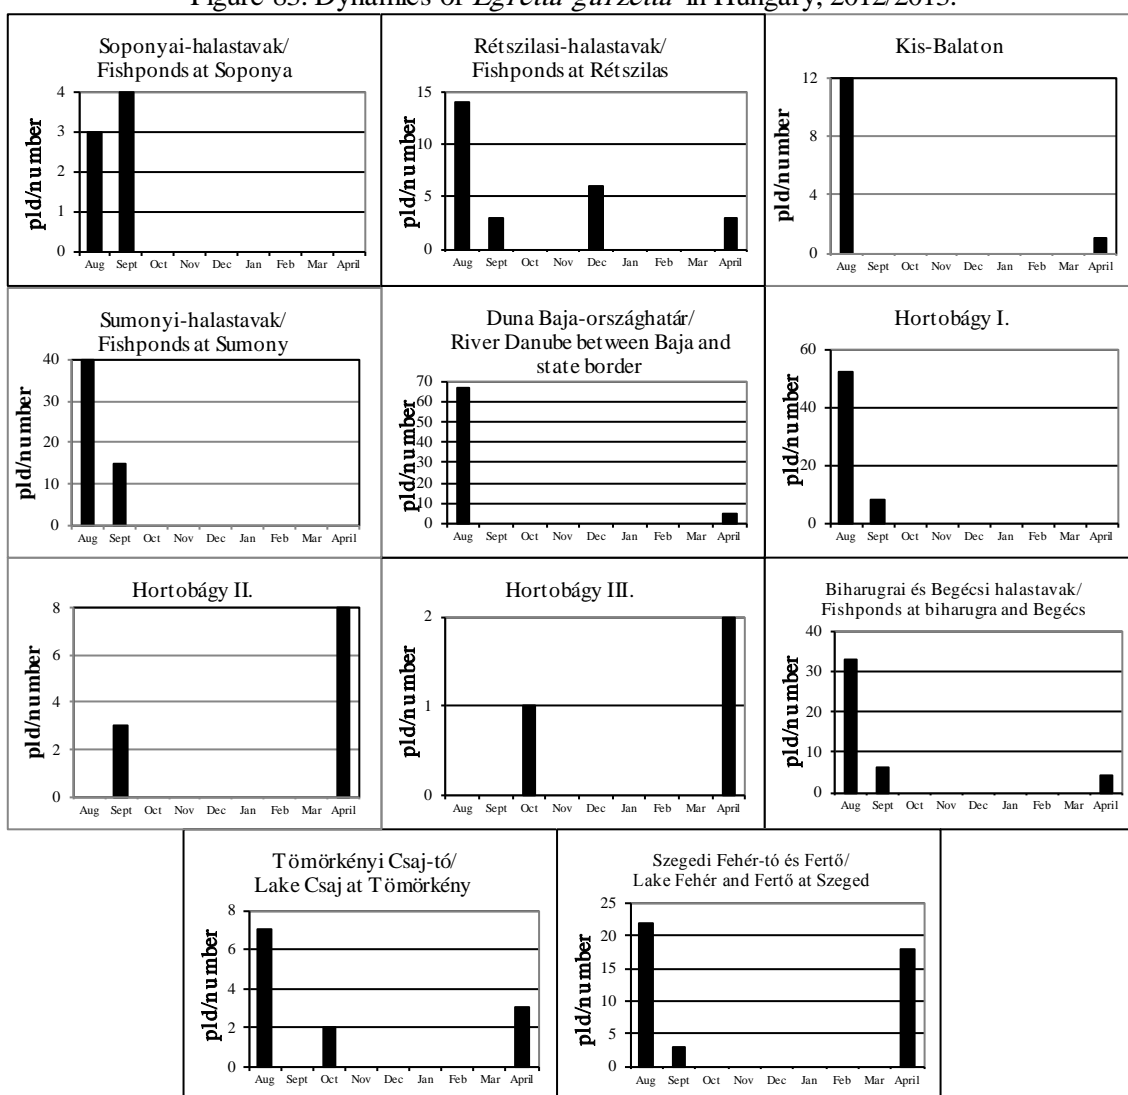 Figure 83. Dynamics of Egretta garzetta in Hungary, 2012/2013.
Soponyai-halastavak/
Fishponds at Soponya
pld/number
4
3
2
1
0
Aug Sept Oct Nov Dec Jan Feb Mar April
Rétszilasi-halastavak/
Fishponds at Rétszilas
pld/number
15
10
5
0
Aug Sept Oct Nov Dec Jan Feb Mar April
Kis-Balaton
pld/number
12
8
4
0
Aug Sept Oct Nov Dec Jan Feb Mar April
Sumonyi-halastavak/
Fishponds at Sumony
pld/number
40
30
20
10
0
Aug Sept Oct Nov Dec Jan Feb Mar April
Duna Baja-országhatár/
River Danube between Baja and
state border
pld/number
70
60
50
40
30
20
10
0
Aug Sept Oct Nov Dec Jan Feb Mar April
Hortobágy I.
pld/number
60
40
20
0
Aug Sept Oct Nov Dec Jan Feb Mar April
Hortobágy II.
pld/number
8
6
4
2
0
Aug Sept Oct Nov Dec Jan Feb Mar April
Hortobágy III.
pld/number
2
1
0
Aug Sept Oct Nov Dec Jan Feb Mar April
Biharugrai és Begécsi halastavak/
Fishponds at biharugra and Begécs
pld/number
40
30
20
10
0
Aug Sept Oct Nov Dec Jan Feb Mar April
Tömörkényi Csaj-tó/
Lake Csaj at Tömörkény
pld/number
8
6
4
2
0
Aug Sept Oct Nov Dec Jan Feb Mar April
Szegedi Fehér-tó és Fertő/
Lake Fehér and Fertő at Szeged
pld/number
25
20
15
10
5
0
Aug Sept Oct Nov Dec Jan Feb Mar April